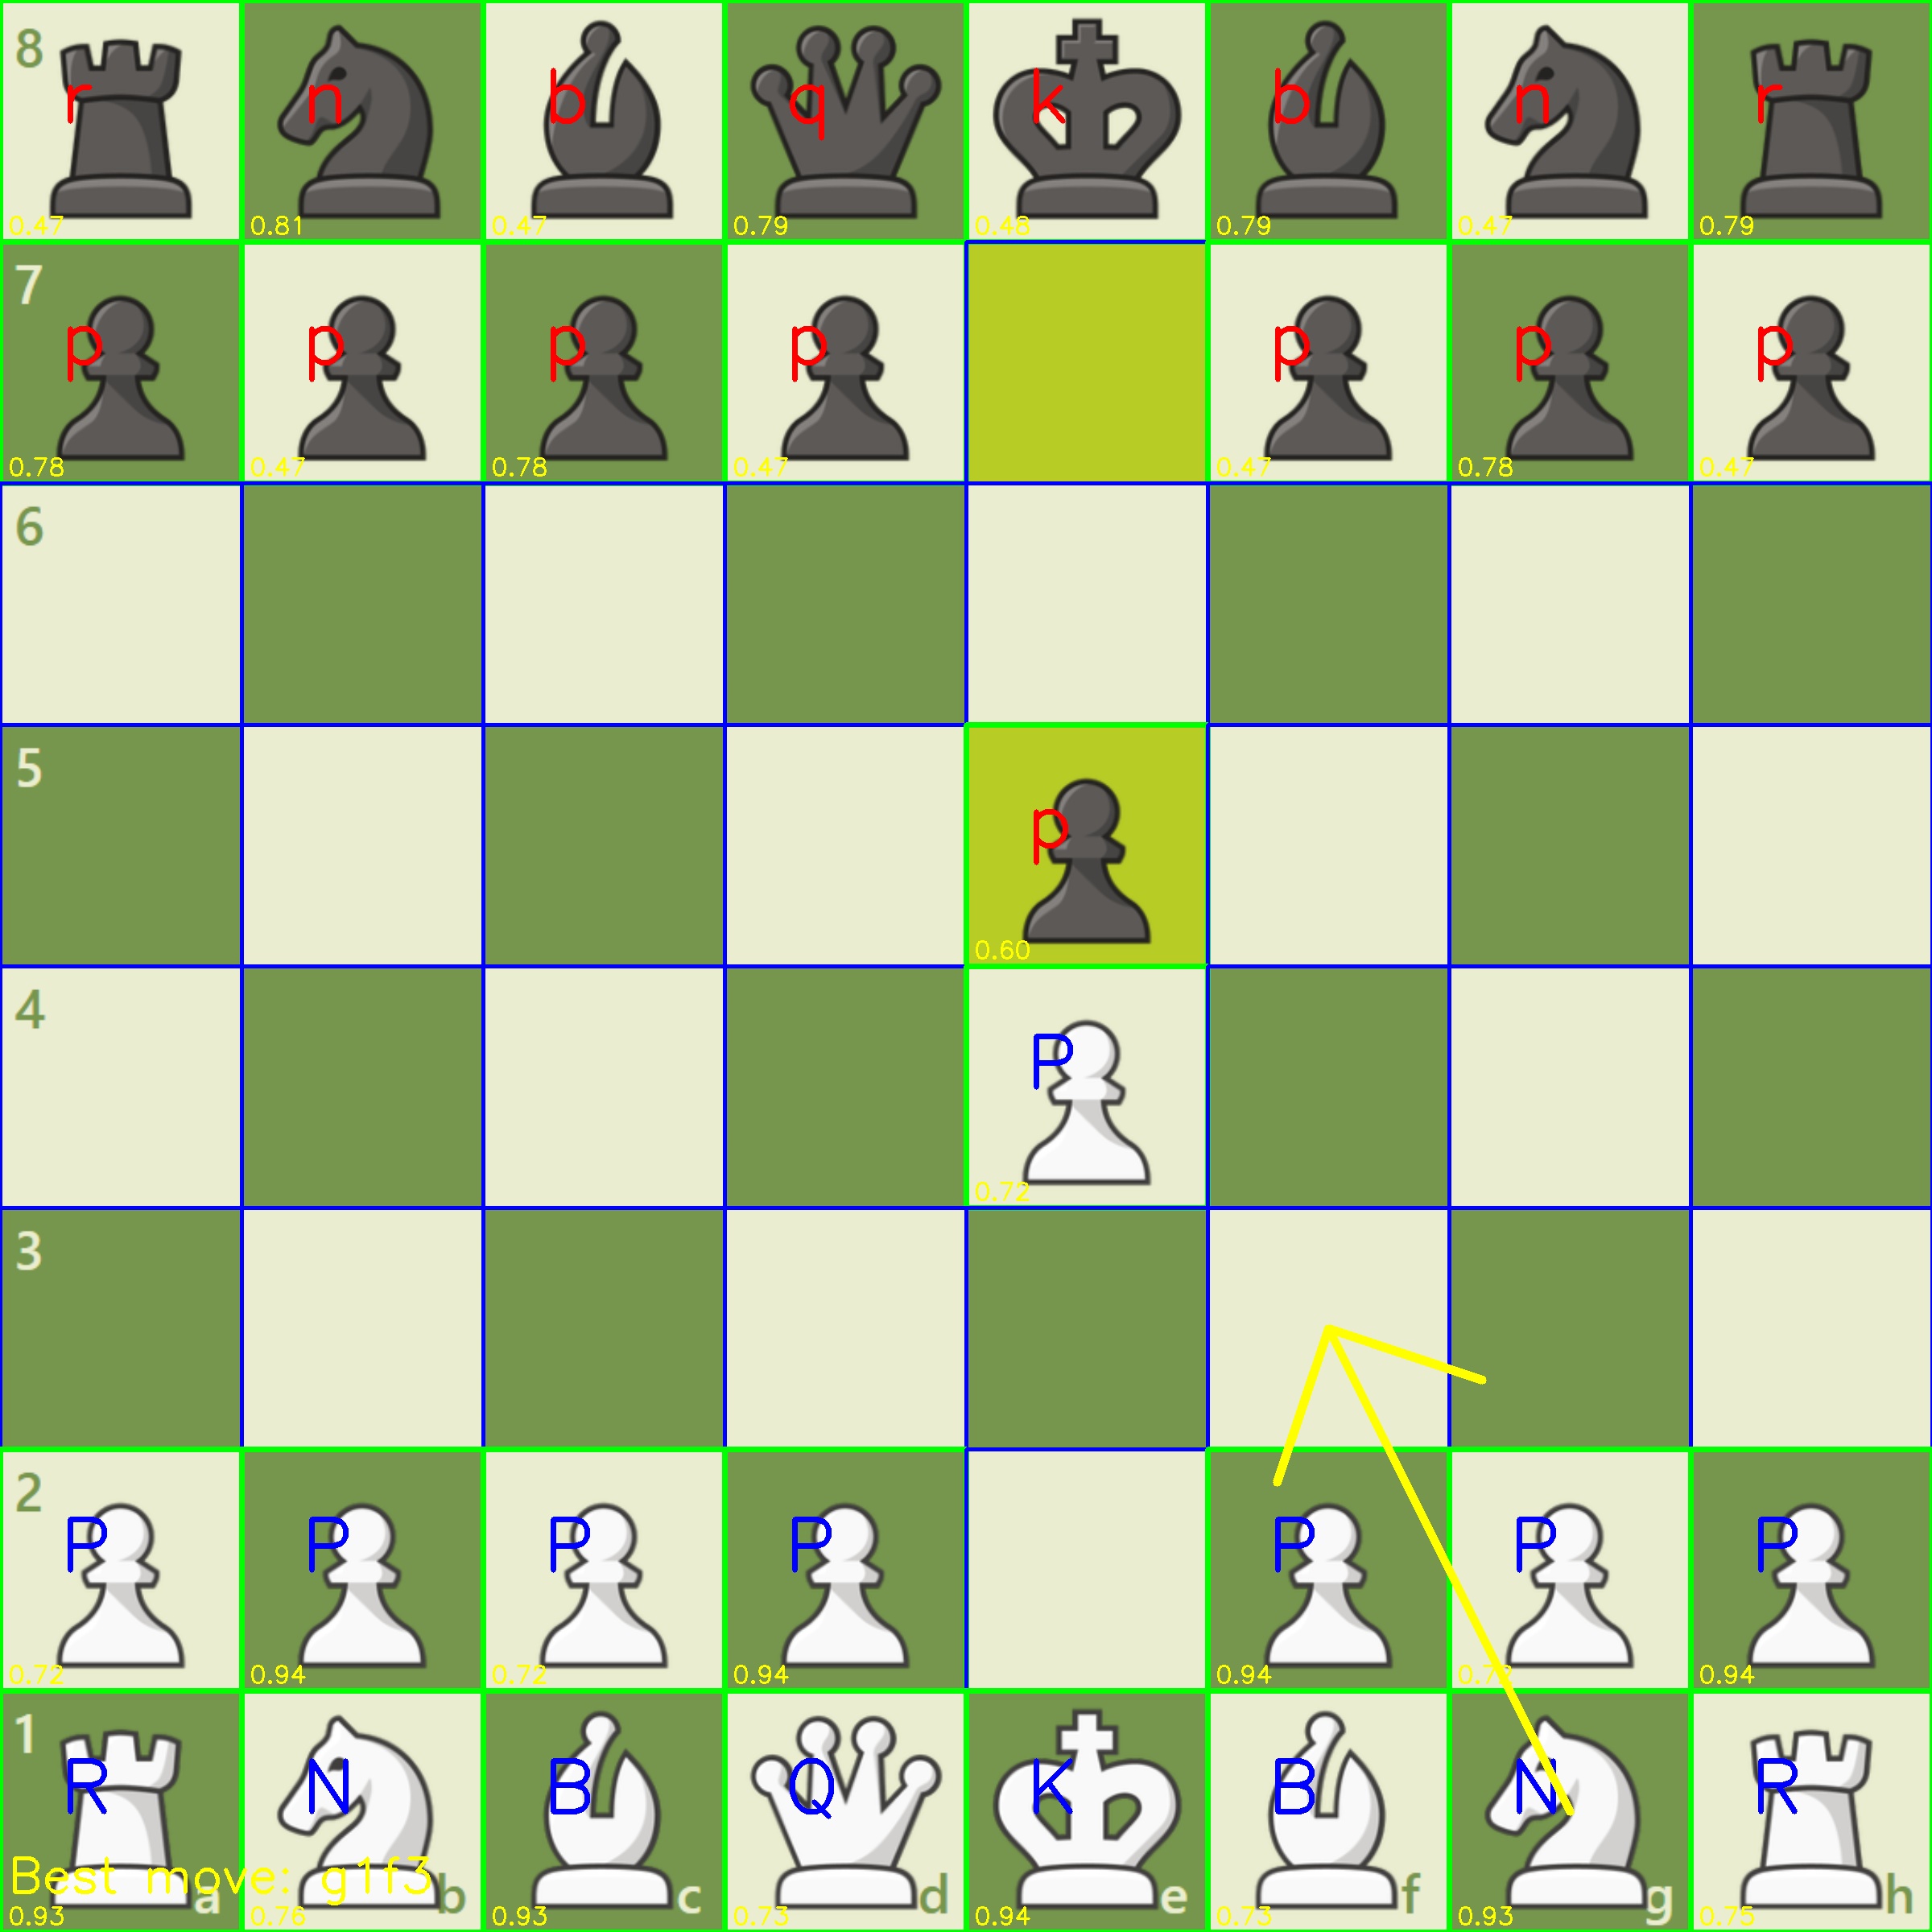 8 r n b q k b n r
0.47 0.81 0.47 0.79 0.48 0.79 0.47 0.79
7 p p p p p p p
0.78 0.47 0.78 0.47 0.47 0.78 0.47
6
5 p
0.60
4 P
0.72
3
2 P P P P P P P
0.72 0.94 0.72 0.94 0.94 0.72 0.94
1 R N B Q K B N R
Best move: g1f3
a b c d e f g h
0.93 0.76 0.93 0.73 0.94 0.73 0.93 0.75